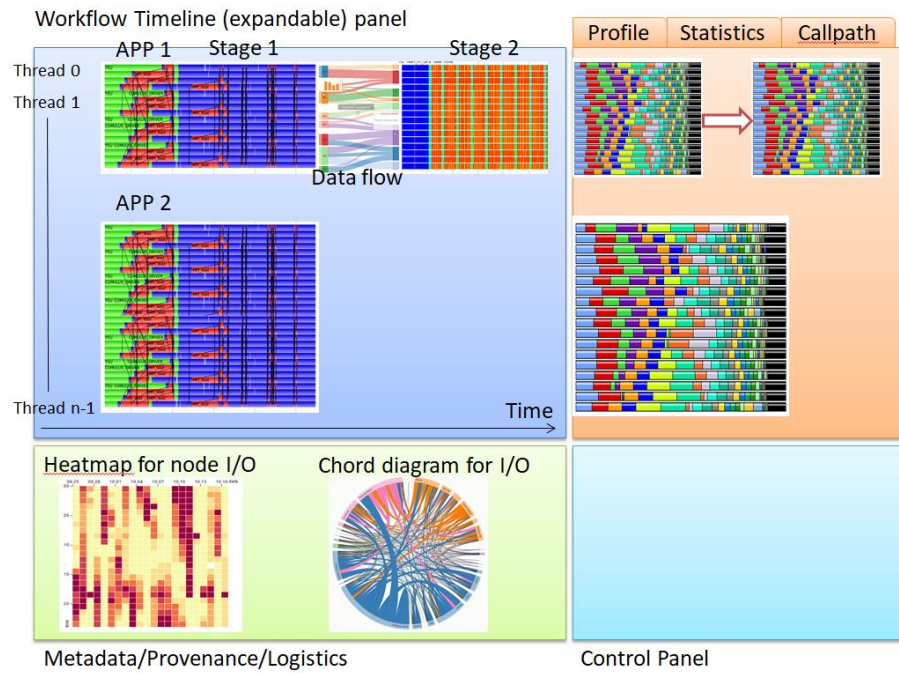 Workflow Timeline (expandable) panel
Profile
Statistics
Callpath
APP 1
Stage 1
Stage 2
Thread 0
Thread 1
Data flow
APP 2
Thread n-1
Time
Heatmap for node I/O
Chord diagram for I/O
Metadata/Provenance/Logistics
Control Panel